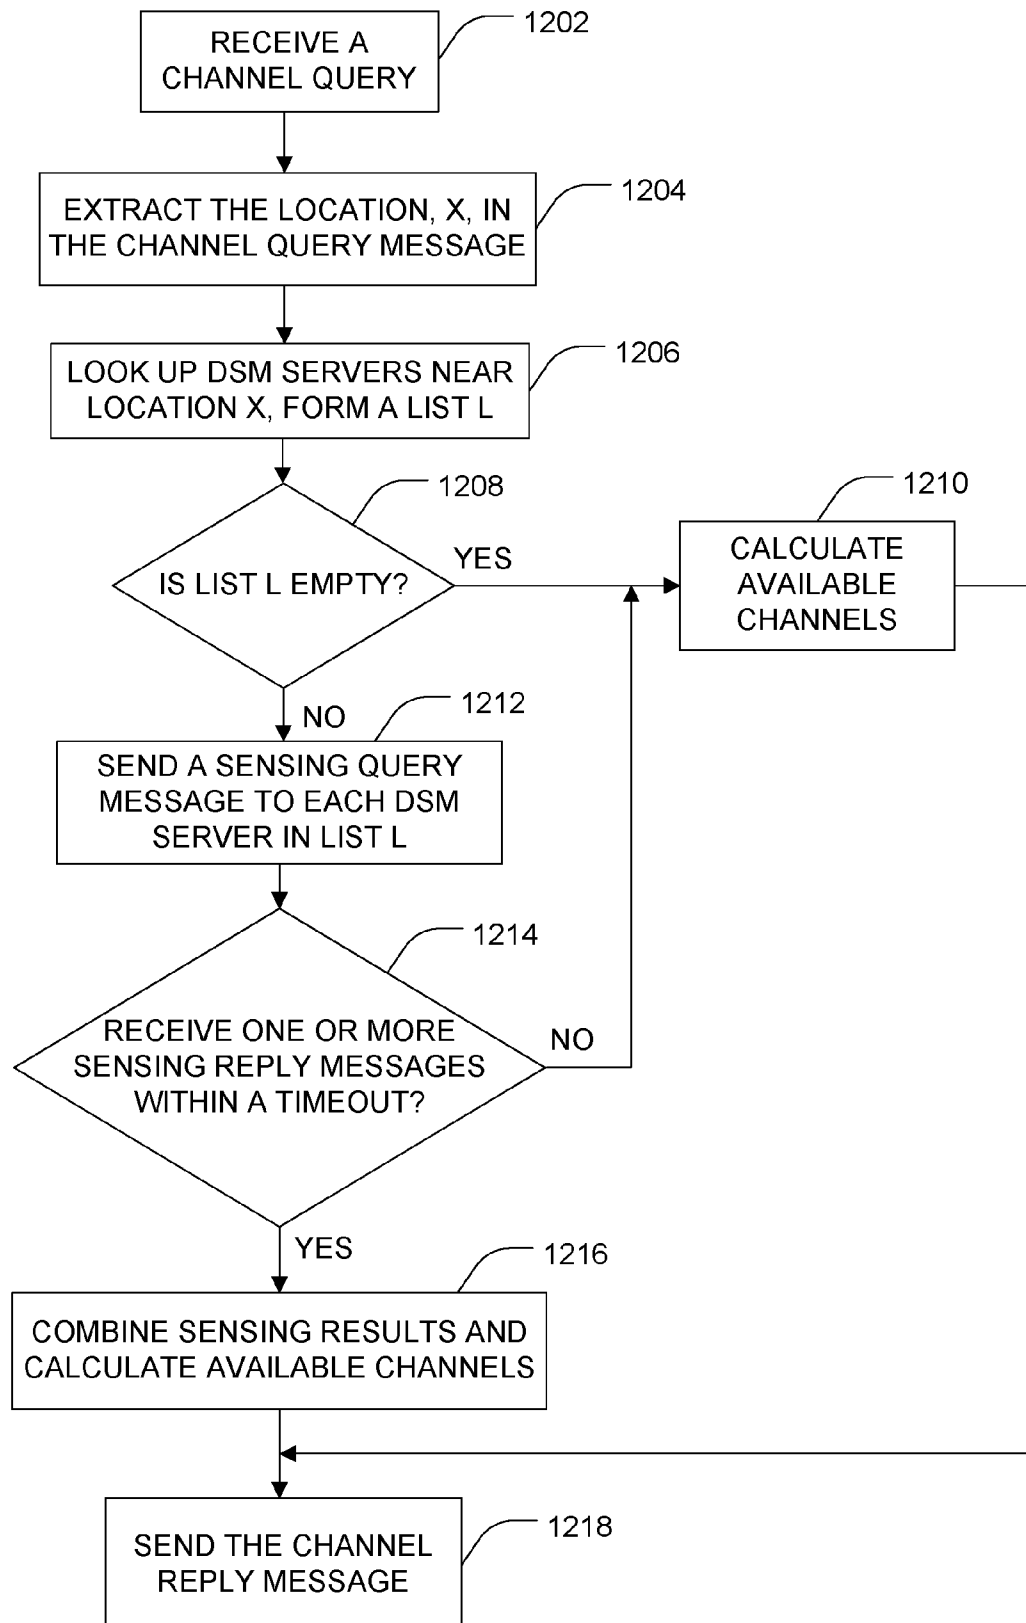 1202
RECEIVE A
CHANNEL QUERY
1204
EXTRACT THE LOCATION, X, IN
THE CHANNEL QUERY MESSAGE
1206
LOOK UP DSM SERVERS NEAR
LOCATION X, FORM A LIST L
1208
IS LIST L EMPTY?
YES
1210
CALCULATE
AVAILABLE
CHANNELS
NO
1212
SEND A SENSING QUERY
MESSAGE TO EACH DSM
SERVER IN LIST L
1214
RECEIVE ONE OR MORE
SENSING REPLY MESSAGES
WITHIN A TIMEOUT?
NO
YES
1216
COMBINE SENSING RESULTS AND
CALCULATE AVAILABLE CHANNELS
1218
SEND THE CHANNEL
REPLY MESSAGE